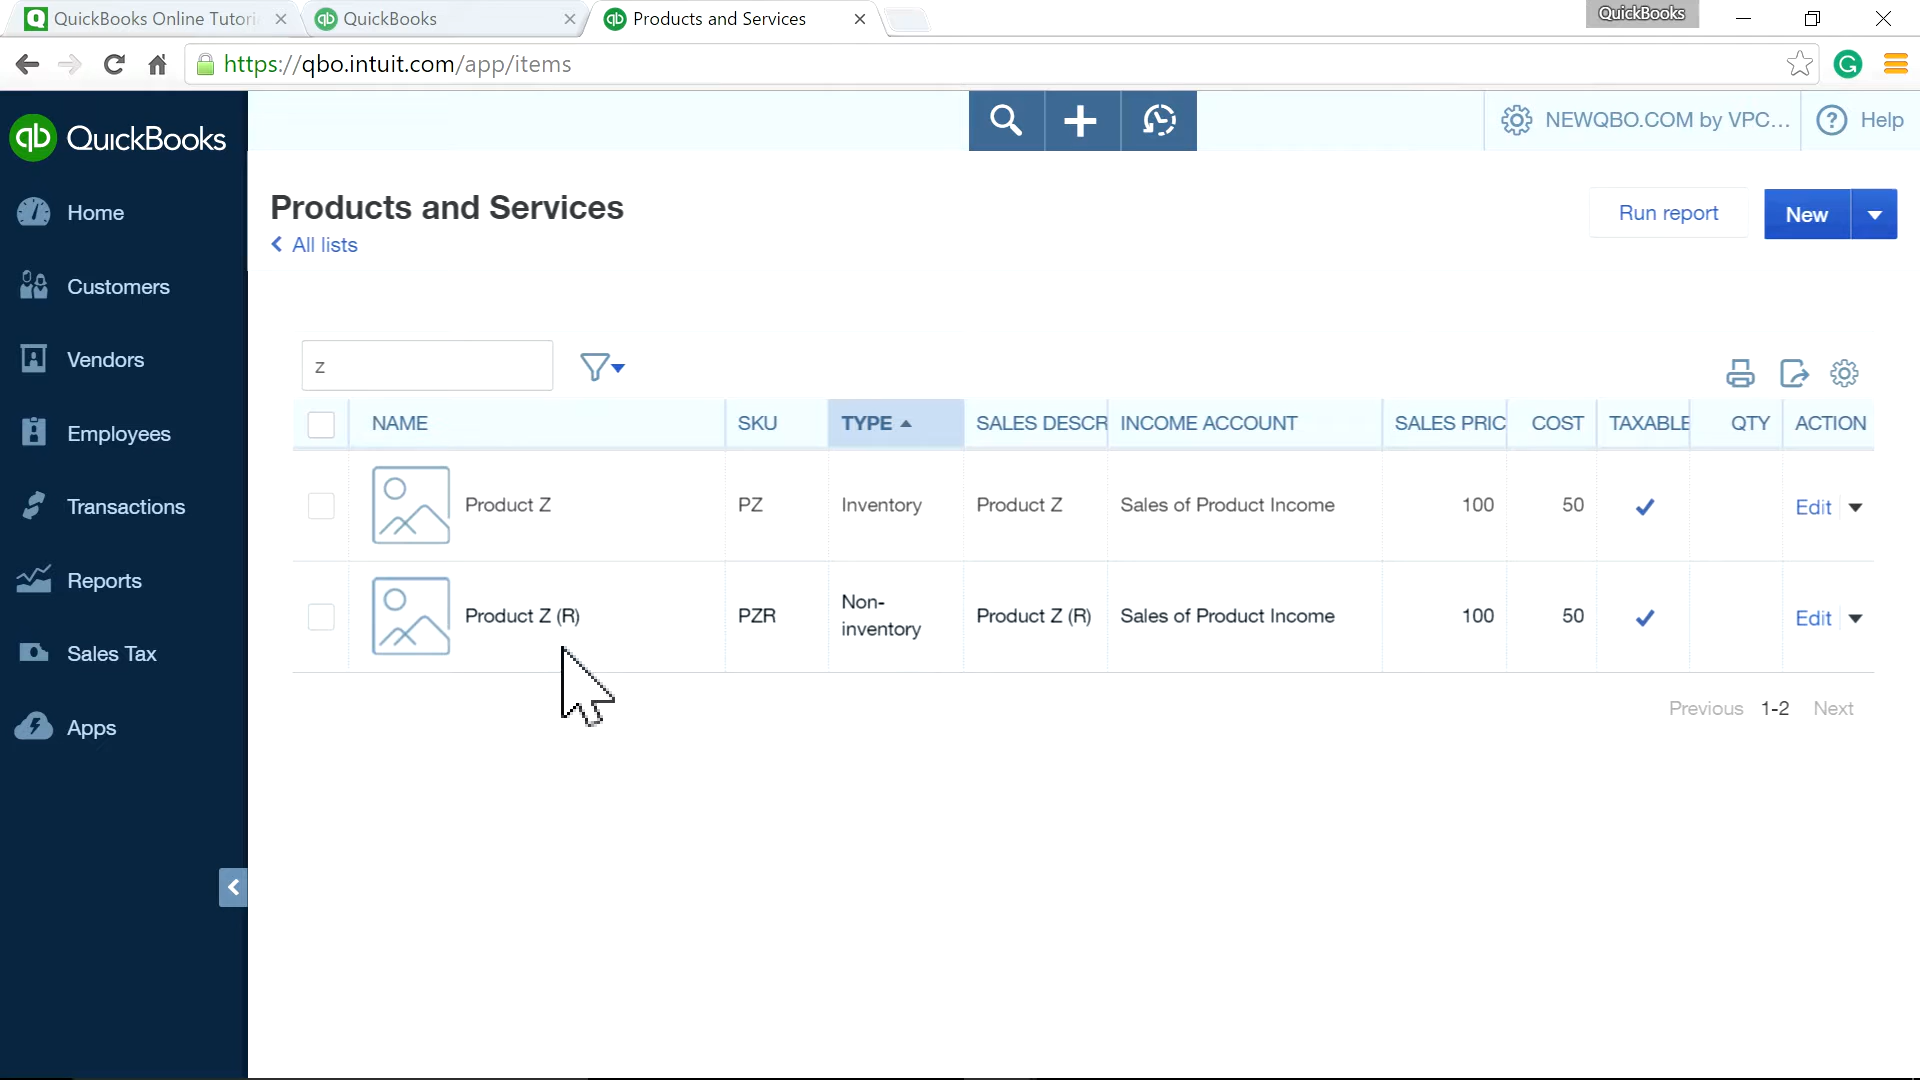 QuickBooks Online Tutori
QuickBooks
Products and Services
QuickBooks
https://qbo.intuit.com/app/items
qb QuickBooks
NEWQBO.COM by VPC...
Help
Home
Customers
Vendors
Employees
Transactions
Reports
Sales Tax
Apps
Products and Services
All lists
Run report
New
z
NAME SKU TYPE SALES DESCR INCOME ACCOUNT SALES PRIC COST TAXABLE QTY ACTION
Product Z PZ Inventory Product Z Sales of Product Income 100 50 Edit
Product Z (R) PZR Non-inventory Product Z (R) Sales of Product Income 100 50 Edit
Previous 1-2 Next